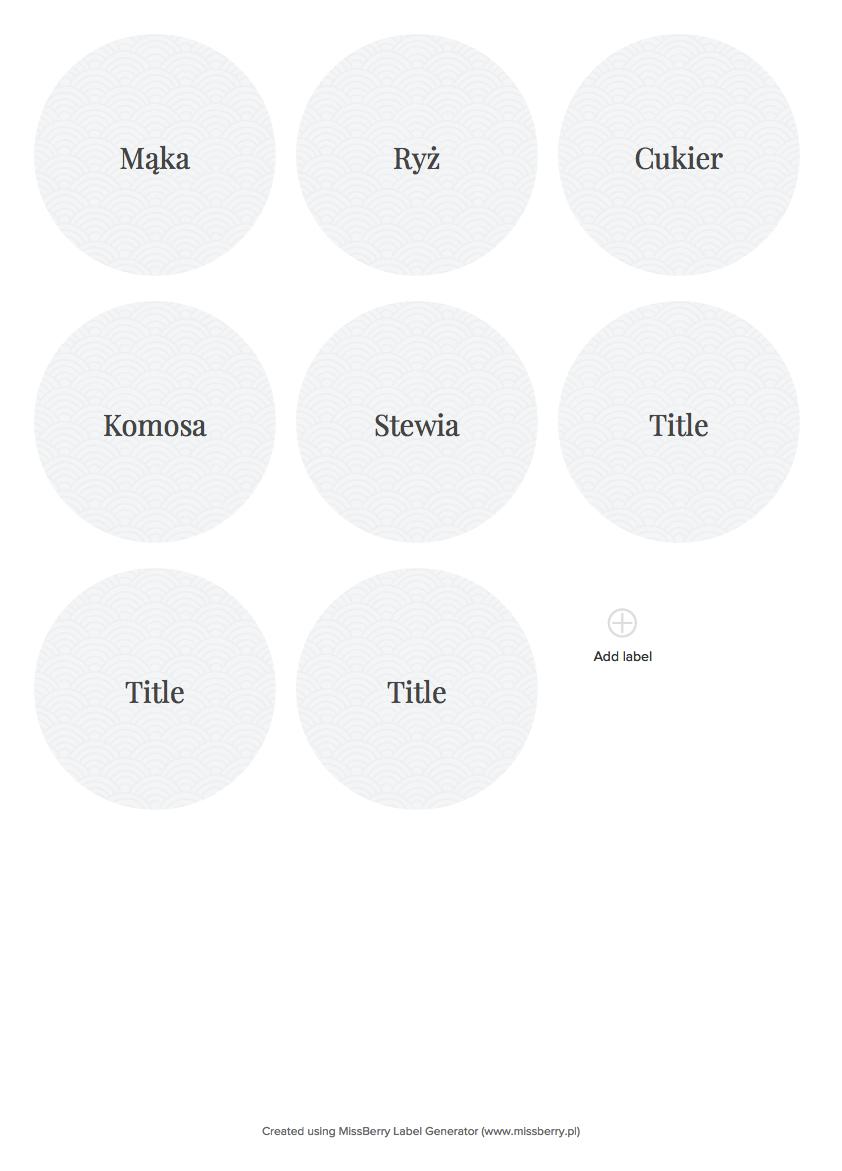 Mąka
Ryż
Cukier
Komosa
Stewia
Title
Title
Title
Add label
Created using MissBerry Label Generator (www.missberry.pl)